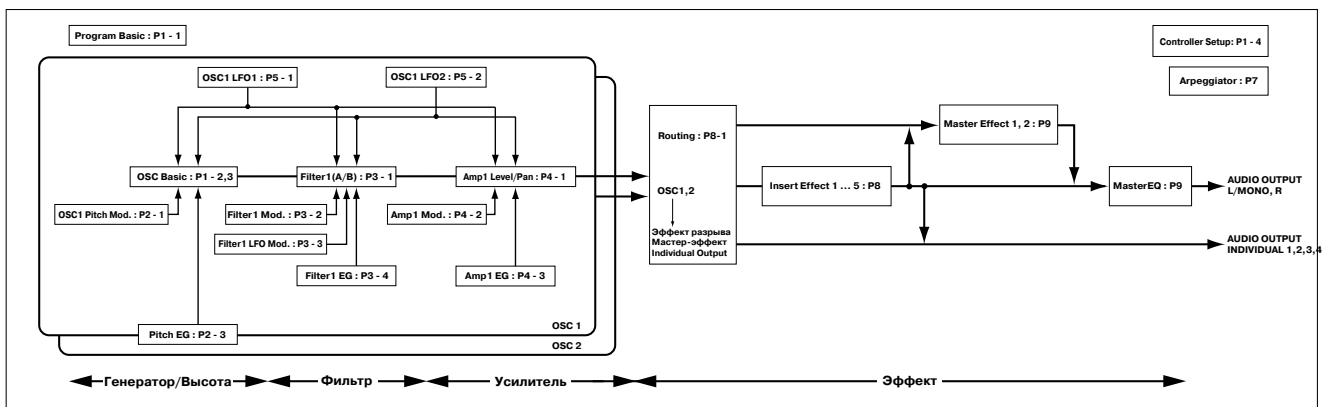 Program Basic : P1 - 1
Controller Setup: P1 - 4
Arpeggiator : P7
OSC1 LFO1 : P5 - 1
OSC1 LFO2 : P5 - 2
OSC Basic : P1 - 2,3
Filter1(A/B) : P3 - 1
Amp1 Level/Pan : P4 - 1
OSC1 Pitch Mod. : P2 - 1
Filter1 Mod. : P3 - 2
Amp1 Mod. : P4 - 2
Filter1 LFO Mod. : P3 - 3
Filter1 EG : P3 - 4
Amp1 EG : P4 - 3
Pitch EG : P2 - 3
OSC 1
OSC 2
Routing : P8-1
OSC1,2
Эффект разрыва
Мастер-эффект
Individual Output
Insert Effect 1 ... 5 : P8
Master Effect 1, 2 : P9
MasterEQ : P9
AUDIO OUTPUT
L/MONO, R
AUDIO OUTPUT
INDIVIDUAL 1,2,3,4
Генератор/Высота
Фильтр
Усилитель
Эффект